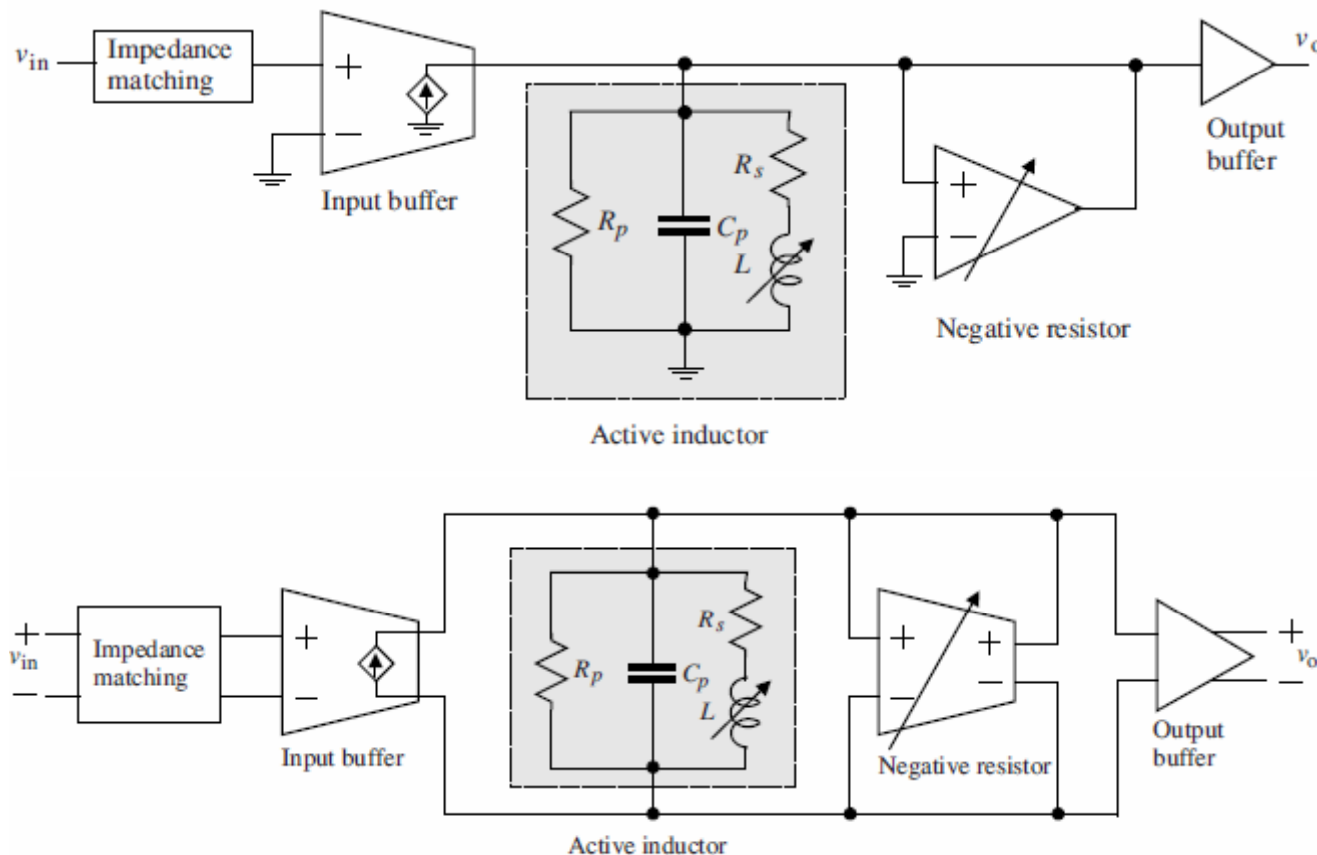 v_in
Impedance
matching
+
−
Input buffer
R_p
C_p
R_s
L
Active inductor
+
−
Negative resistor
Output
buffer
v_o
+
v_in
−
Impedance
matching
+
−
Input buffer
R_p
C_p
R_s
L
Active inductor
+
−
+
−
Negative resistor
Output
buffer
+
v_o
−